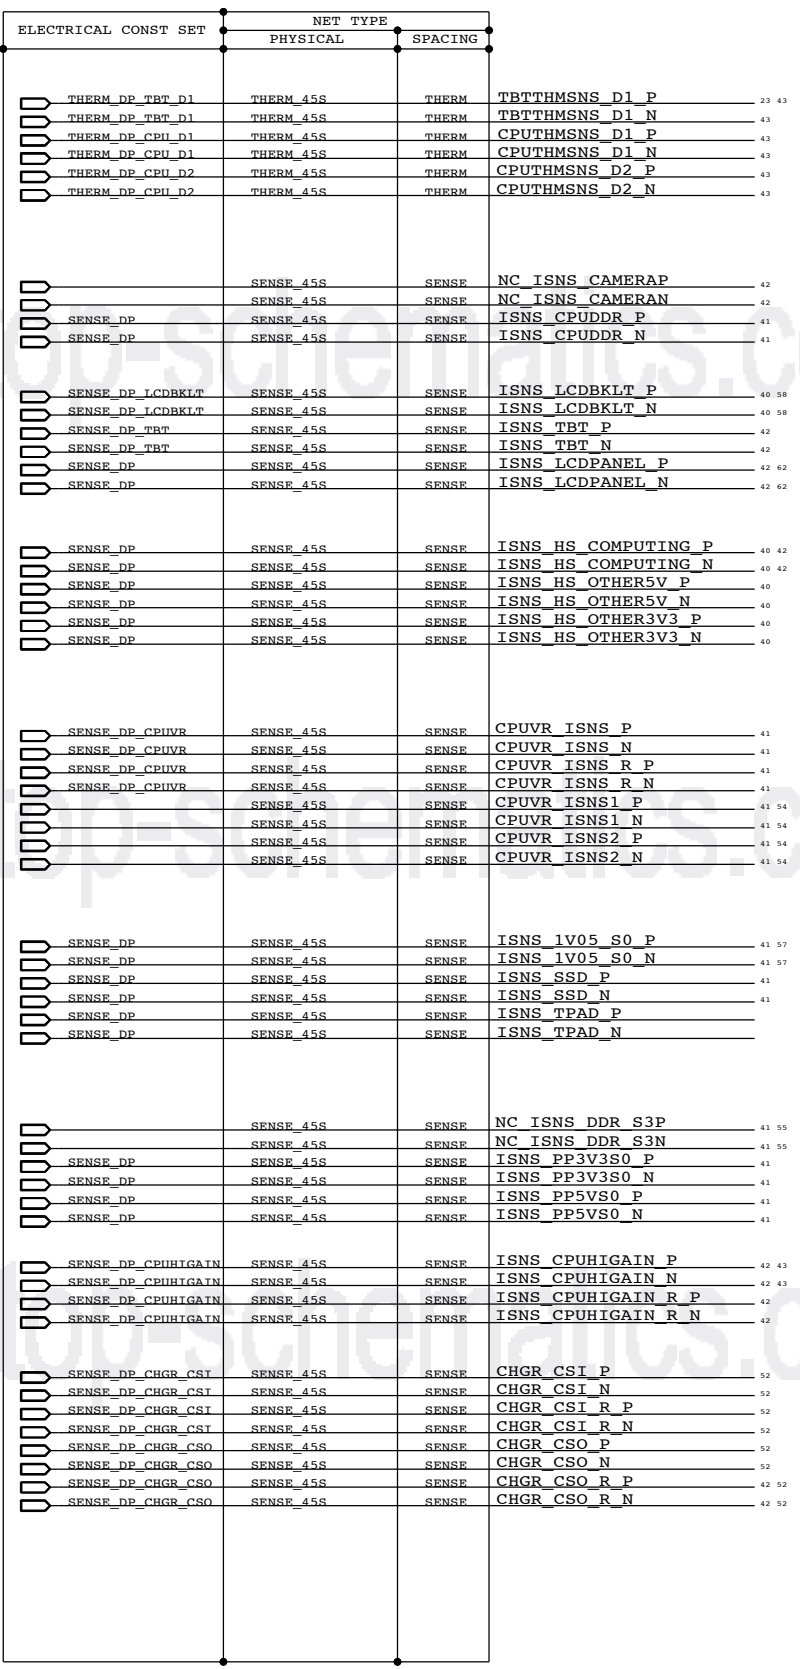 NET TYPE
ELECTRICAL CONST SET
PHYSICAL SPACING
THERM_DP_TBT_D1 THERM_45S THERM TBTTHMSNS_D1_P 23 43
THERM_DP_TBT_D1 THERM_45S THERM TBTTHMSNS_D1_N 43
THERM_DP_CPU_D1 THERM_45S THERM CPUTHMSNS_D1_P 43
THERM_DP_CPU_D1 THERM_45S THERM CPUTHMSNS_D1_N 43
THERM_DP_CPU_D2 THERM_45S THERM CPUTHMSNS_D2_P 43
THERM_DP_CPU_D2 THERM_45S THERM CPUTHMSNS_D2_N 43
SENSE_45S SENSE NC_ISNS_CAMERAP 42
SENSE_45S SENSE NC_ISNS_CAMERAN 42
SENSE_DP SENSE_45S SENSE ISNS_CPUDDR_P 41
SENSE_DP SENSE_45S SENSE ISNS_CPUDDR_N 41
top-schematics.co
SENSE_DP_LCDBKLT SENSE_45S SENSE ISNS_LCDBKLT_P 40 58
SENSE_DP_LCDBKLT SENSE_45S SENSE ISNS_LCDBKLT_N 40 58
SENSE_DP_TBT SENSE_45S SENSE ISNS_TBT_P 42
SENSE_DP_TBT SENSE_45S SENSE ISNS_TBT_N 42
SENSE_DP SENSE_45S SENSE ISNS_LCDPANEL_P 42 62
SENSE_DP SENSE_45S SENSE ISNS_LCDPANEL_N 42 62
SENSE_DP SENSE_45S SENSE ISNS_HS_COMPUTING_P 40 42
SENSE_DP SENSE_45S SENSE ISNS_HS_COMPUTING_N 40 42
SENSE_DP SENSE_45S SENSE ISNS_HS_OTHER5V_P 40
SENSE_DP SENSE_45S SENSE ISNS_HS_OTHER5V_N 40
SENSE_DP SENSE_45S SENSE ISNS_HS_OTHER3V3_P 40
SENSE_DP SENSE_45S SENSE ISNS_HS_OTHER3V3_N 40
SENSE_DP_CPUVR SENSE_45S SENSE CPUVR_ISNS_P 41
SENSE_DP_CPUVR SENSE_45S SENSE CPUVR_ISNS_N 41
SENSE_DP_CPUVR SENSE_45S SENSE CPUVR_ISNS_R_P 41
SENSE_DP_CPUVR SENSE_45S SENSE CPUVR_ISNS_R_N 41
SENSE_45S SENSE CPUVR_ISNS1_P 41 54
SENSE_45S SENSE CPUVR_ISNS1_N 41 54
SENSE_45S SENSE CPUVR_ISNS2_P 41 54
SENSE_45S SENSE CPUVR_ISNS2_N 41 54
top-schematics.c
SENSE_DP SENSE_45S SENSE ISNS_1V05_S0_P 41 57
SENSE_DP SENSE_45S SENSE ISNS_1V05_S0_N 41 57
SENSE_DP SENSE_45S SENSE ISNS_SSD_P 41
SENSE_DP SENSE_45S SENSE ISNS_SSD_N 41
SENSE_DP SENSE_45S SENSE ISNS_TPAD_P
SENSE_DP SENSE_45S SENSE ISNS_TPAD_N
SENSE_45S SENSE NC_ISNS_DDR_S3P 41 55
SENSE_45S SENSE NC_ISNS_DDR_S3N 41 55
SENSE_DP SENSE_45S SENSE ISNS_PP3V3S0_P 41
SENSE_DP SENSE_45S SENSE ISNS_PP3V3S0_N 41
SENSE_DP SENSE_45S SENSE ISNS_PP5VS0_P 41
SENSE_DP SENSE_45S SENSE ISNS_PP5VS0_N 41
SENSE_DP_CPUHIGAIN SENSE_45S SENSE ISNS_CPUHIGAIN_P 42 43
SENSE_DP_CPUHIGAIN SENSE_45S SENSE ISNS_CPUHIGAIN_N 42 43
SENSE_DP_CPUHIGAIN SENSE_45S SENSE ISNS_CPUHIGAIN_R_P 42
SENSE_DP_CPUHIGAIN SENSE_45S SENSE ISNS_CPUHIGAIN_R_N 42
top-schematics.c
SENSE_DP_CHGR_CSI SENSE_45S SENSE CHGR_CSI_P 52
SENSE_DP_CHGR_CSI SENSE_45S SENSE CHGR_CSI_N 52
SENSE_DP_CHGR_CSI SENSE_45S SENSE CHGR_CSI_R_P 52
SENSE_DP_CHGR_CSI SENSE_45S SENSE CHGR_CSI_R_N 52
SENSE_DP_CHGR_CSO SENSE_45S SENSE CHGR_CSO_P 52
SENSE_DP_CHGR_CSO SENSE_45S SENSE CHGR_CSO_N 52
SENSE_DP_CHGR_CSO SENSE_45S SENSE CHGR_CSO_R_P 42 52
SENSE_DP_CHGR_CSO SENSE_45S SENSE CHGR_CSO_R_N 42 52